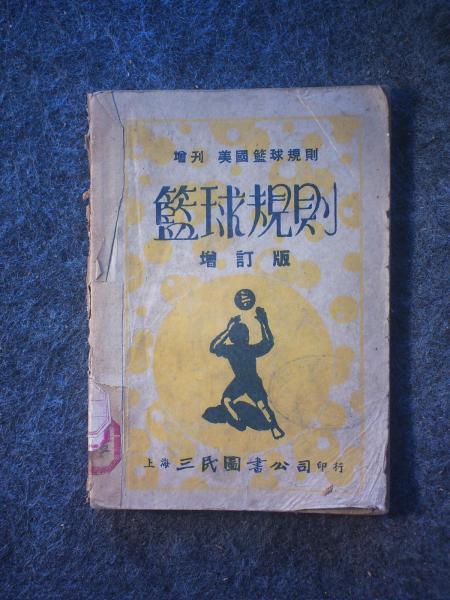 增刊 美國籃球規則
籃球規則
增訂版
上海 三民圖書公司 印行